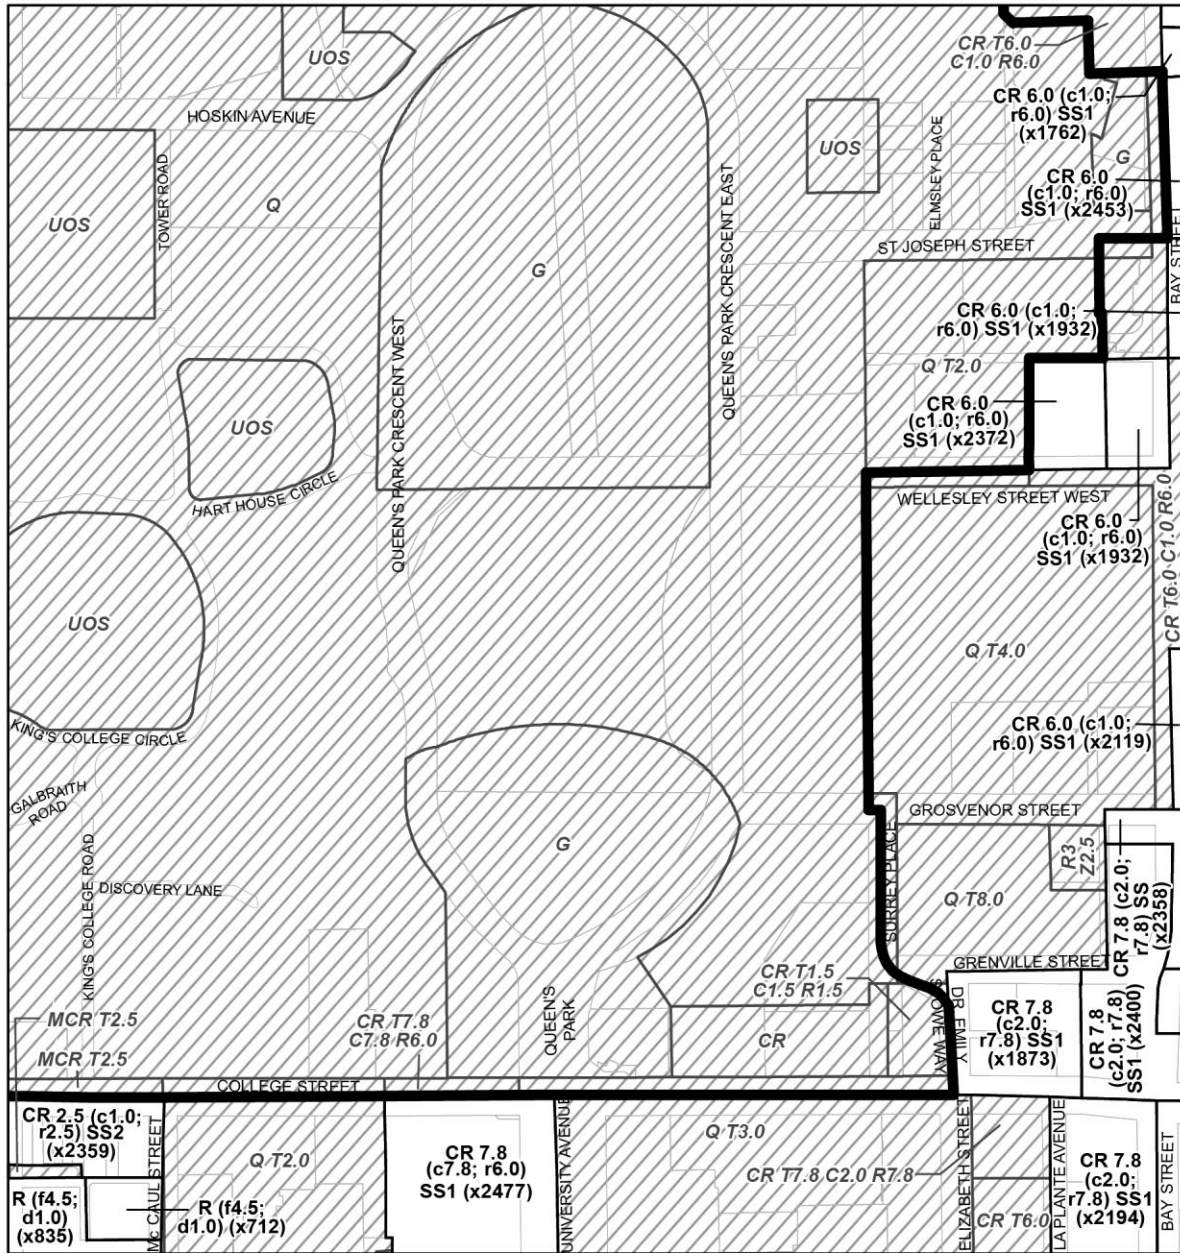 CR T6.0
C1.0 R6.0
UOS
CR 6.0 (c1.0;
r6.0) SS1
(x1762)
HOSKIN AVENUE
UOS
ELMSLEY PLACE
G
TOWER ROAD
Q
UOS
CR 6.0
(c1.0; r6.0)
SS1 (x2453)
QUEEN'S PARK CRESCENT EAST
ST JOSEPH STREET
BAY STREET
G
CR 6.0 (c1.0;
r6.0) SS1 (x1932)
QUEEN'S PARK CRESCENT WEST
Q T2.0
CR 6.0
(c1.0; r6.0)
SS1 (x2372)
UOS
HART HOUSE CIRCLE
WELLESLEY STREET WEST
CR 6.0
(c1.0; r6.0)
SS1 (x1932)
CR T6.0 C1.0 R6.0
UOS
Q T4.0
KING'S COLLEGE CIRCLE
CR 6.0 (c1.0;
r6.0) SS1 (x2119)
GALBRAITH
ROAD
GROSVENOR STREET
G
SURREY PLACE
R3
Z2.5
KING'S COLLEGE ROAD
DISCOVERY LANE
Q T8.0
CR 7.8 (c2.0;
r7.8) SS
(x2358)
GRENVILLE STREET
CR T1.5
C1.5 R1.5
MCR T2.5
MCR T2.5
CR T7.8
C7.8 R6.0
QUEEN'S
PARK
CR
DR EMILY
STOWE WAY
CR 7.8
(c2.0;
r7.8) SS1
(x1873)
CR 7.8
(c2.0; r7.8)
SS1 (x2400)
COLLEGE STREET
CR 2.5 (c1.0;
r2.5) SS2
(x2359)
Mc CAUL STREET
Q T2.0
CR 7.8
(c7.8; r6.0)
SS1 (x2477)
UNIVERSITY AVENUE
Q T3.0
CR T7.8 C2.0 R7.8
ELIZABETH STREET
LA PLANTE AVENUE
CR 7.8
(c2.0;
r7.8) SS1
(x2194)
BAY STREET
R (f4.5;
d1.0)
(x835)
R (f4.5;
d1.0) (x712)
CR T6.0